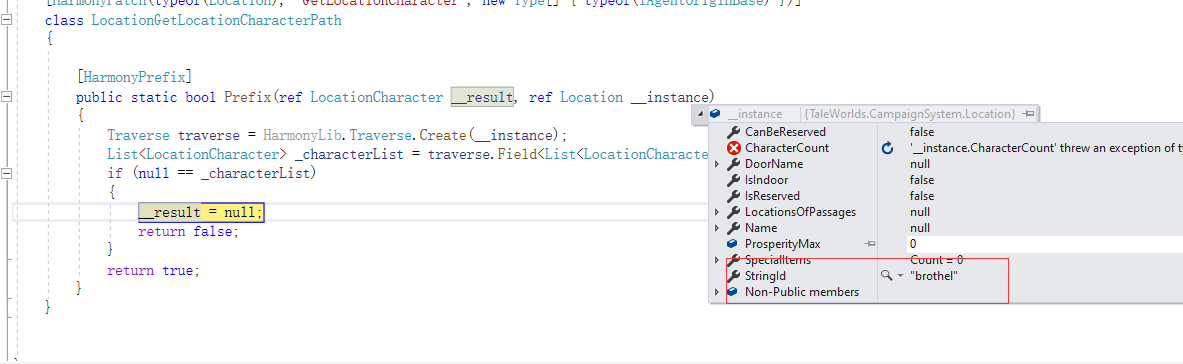 [HarmonyPatch(typeof(Location), "GetLocationCharacter", new Type[] { typeof(IAgentOriginBase) })]
class LocationGetLocationCharacterPath
{
[HarmonyPrefix]
public static bool Prefix(ref LocationCharacter __result, ref Location __instance)
{
Traverse traverse = HarmonyLib.Traverse.Create(__instance);
List<LocationCharacter> _characterList = traverse.Field<List<LocationCharacte
if (null == _characterList)
{
__result = null;
return false;
}
return true;
}
}
__instance {TaleWorlds.CampaignSystem.Location}
CanBeReserved false
CharacterCount '__instance.CharacterCount' threw an exception of ty
DoorName null
IsIndoor false
IsReserved false
LocationsOfPassages null
Name null
ProsperityMax 0
SpecialItems Count = 0
StringId "brothel"
Non-Public members